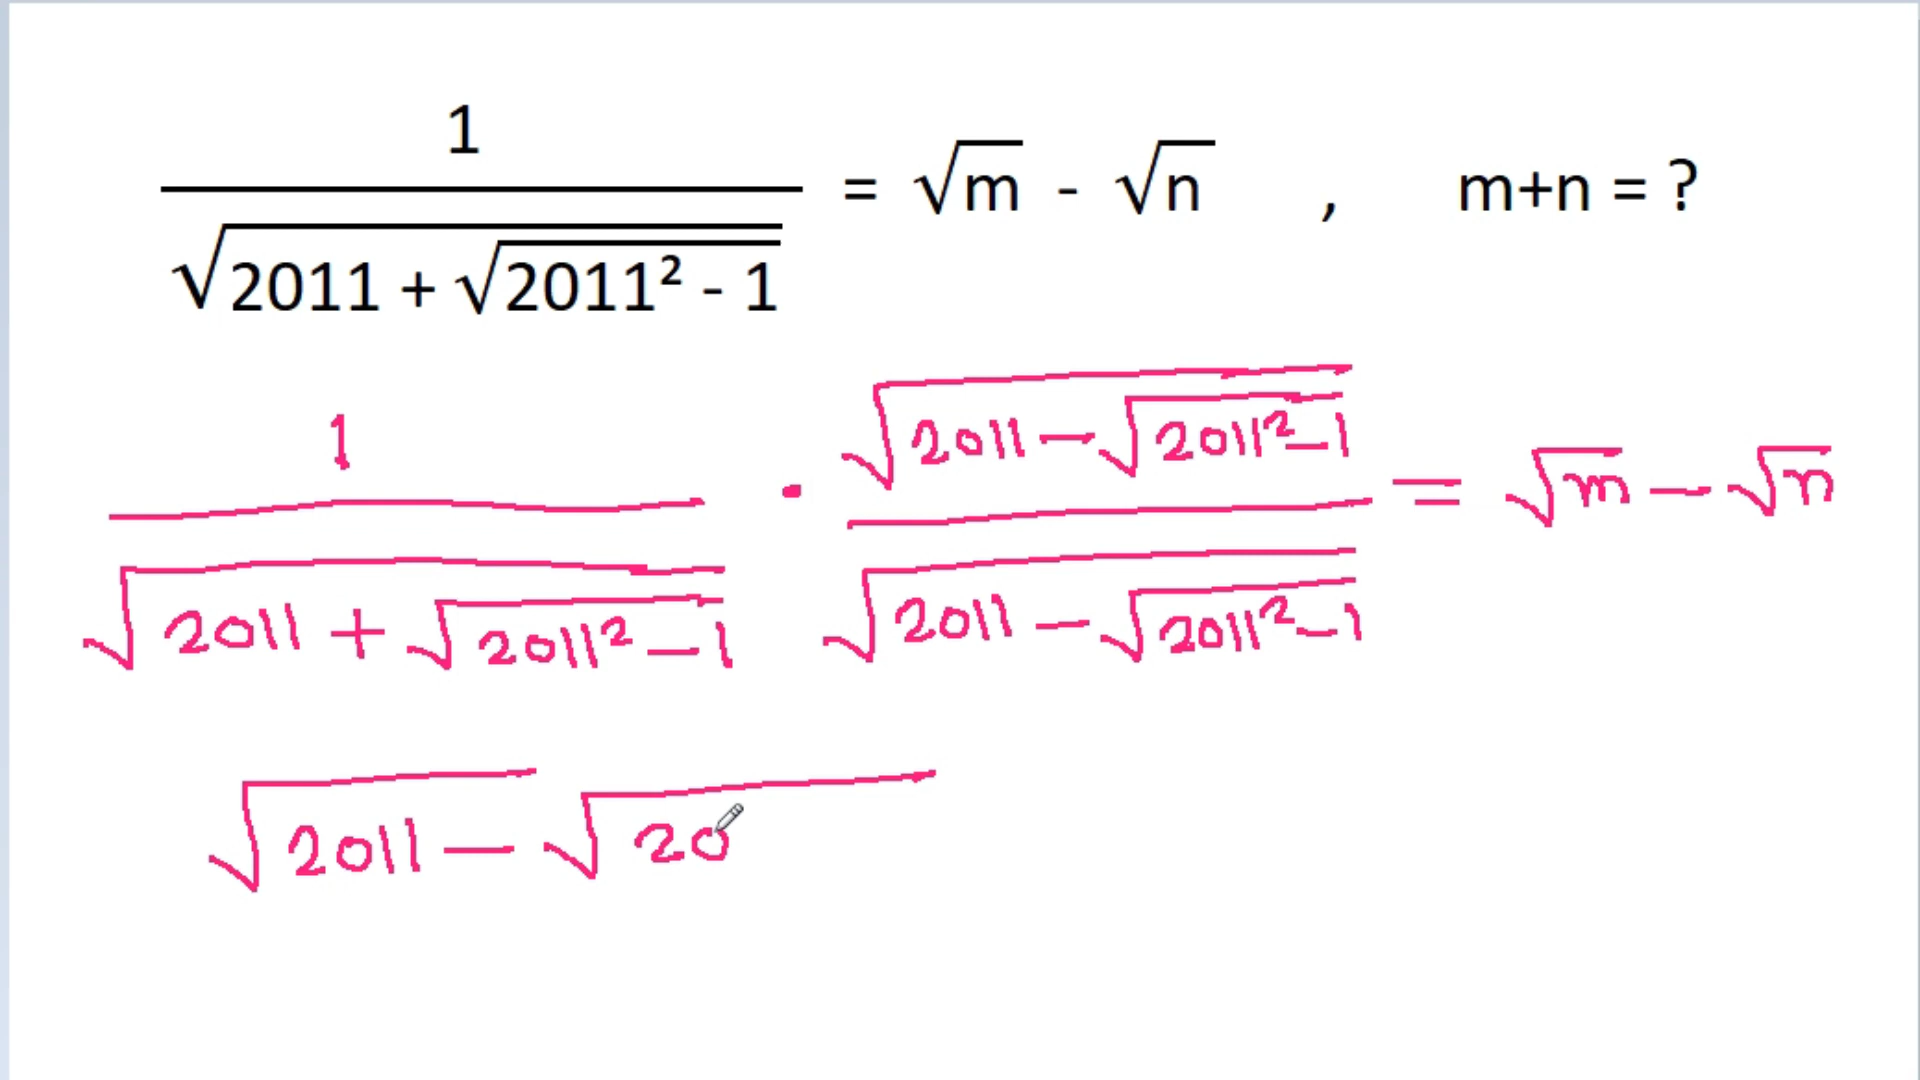 1
―――――――――― = √m - √n , m+n = ?
√(2011 + √(2011² - 1))
1 · √(2011 - √(2011² - 1)) = √m - √n
√(2011 + √(2011² - 1)) √(2011 - √(2011² - 1))
√2011 - √20